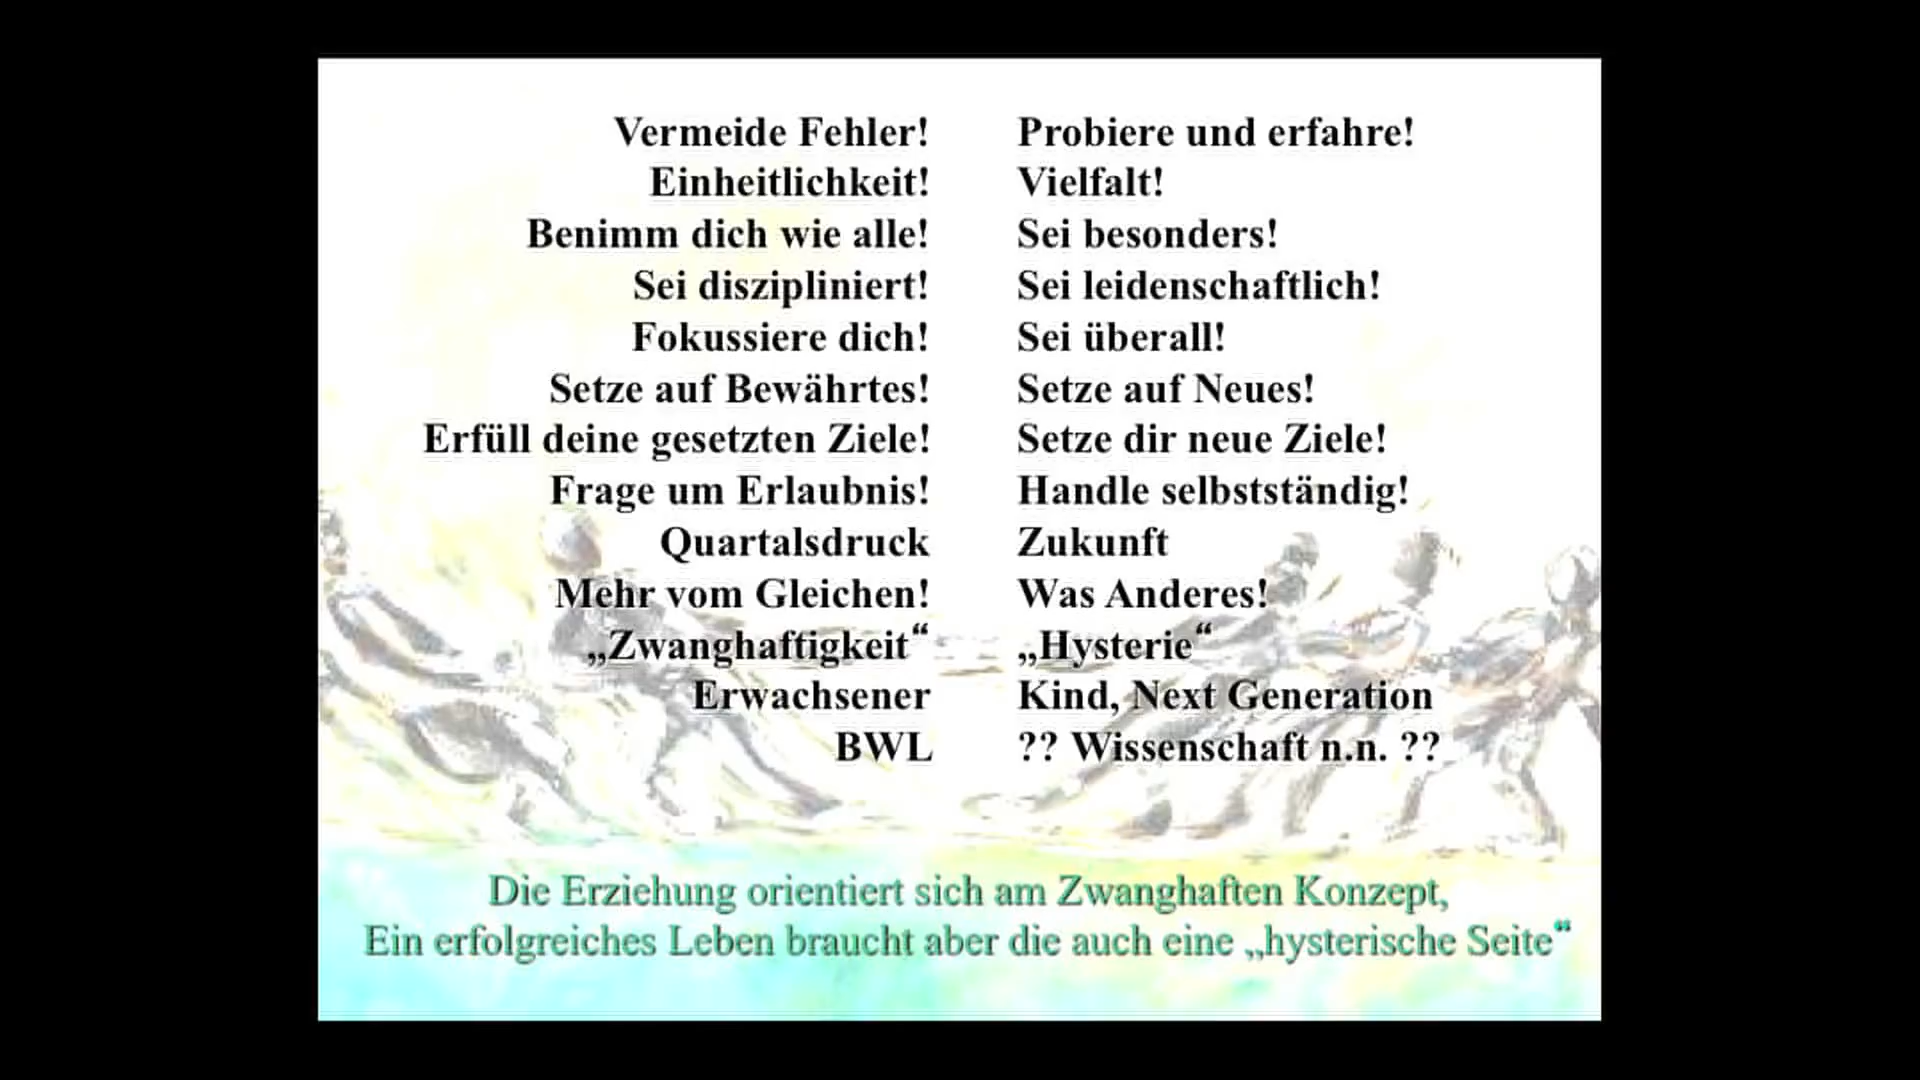 Vermeide Fehler! Probiere und erfahre!
Einheitlichkeit! Vielfalt!
Benimm dich wie alle! Sei besonders!
Sei diszipliniert! Sei leidenschaftlich!
Fokussiere dich! Sei überall!
Setze auf Bewährtes! Setze auf Neues!
Erfüll deine gesetzten Ziele! Setze dir neue Ziele!
Frage um Erlaubnis! Handle selbstständig!
Quartalsdruck Zukunft
Mehr vom Gleichen! Was Anderes!
„Zwanghaftigkeit“ „Hysterie“
Erwachsener Kind, Next Generation
BWL ?? Wissenschaft n.n. ??
Die Erziehung orientiert sich am Zwanghaften Konzept,
Ein erfolgreiches Leben braucht aber die auch eine „hysterische Seite“